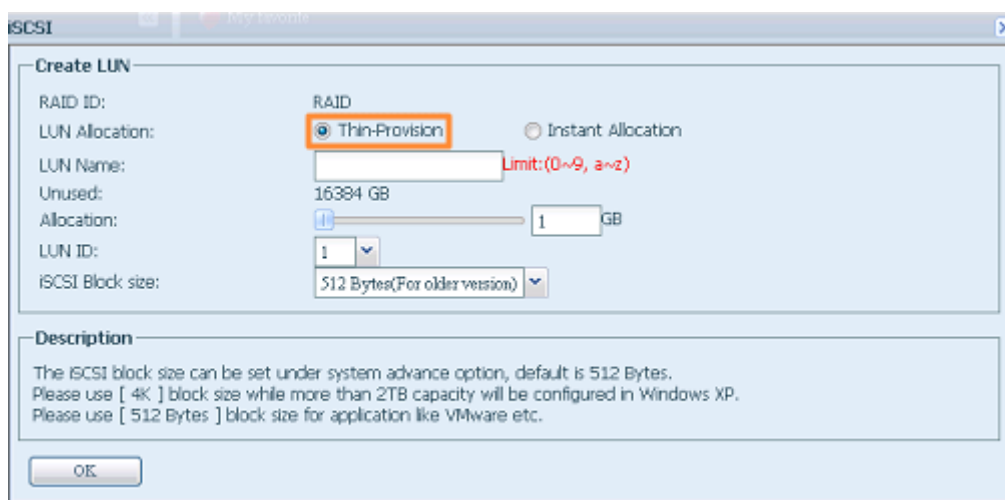 My favorite
iSCSI
Create LUN
RAID ID: RAID
LUN Allocation: Thin-Provision Instant Allocation
LUN Name: Limit:(0~9, a~z)
Unused: 16384 GB
Allocation: 1 GB
LUN ID: 1
iSCSI Block size: 512 Bytes(For older version)
Description
The iSCSI block size can be set under system advance option, default is 512 Bytes.
Please use [ 4K ] block size while more than 2TB capacity will be configured in Windows XP.
Please use [ 512 Bytes ] block size for application like VMware etc.
OK